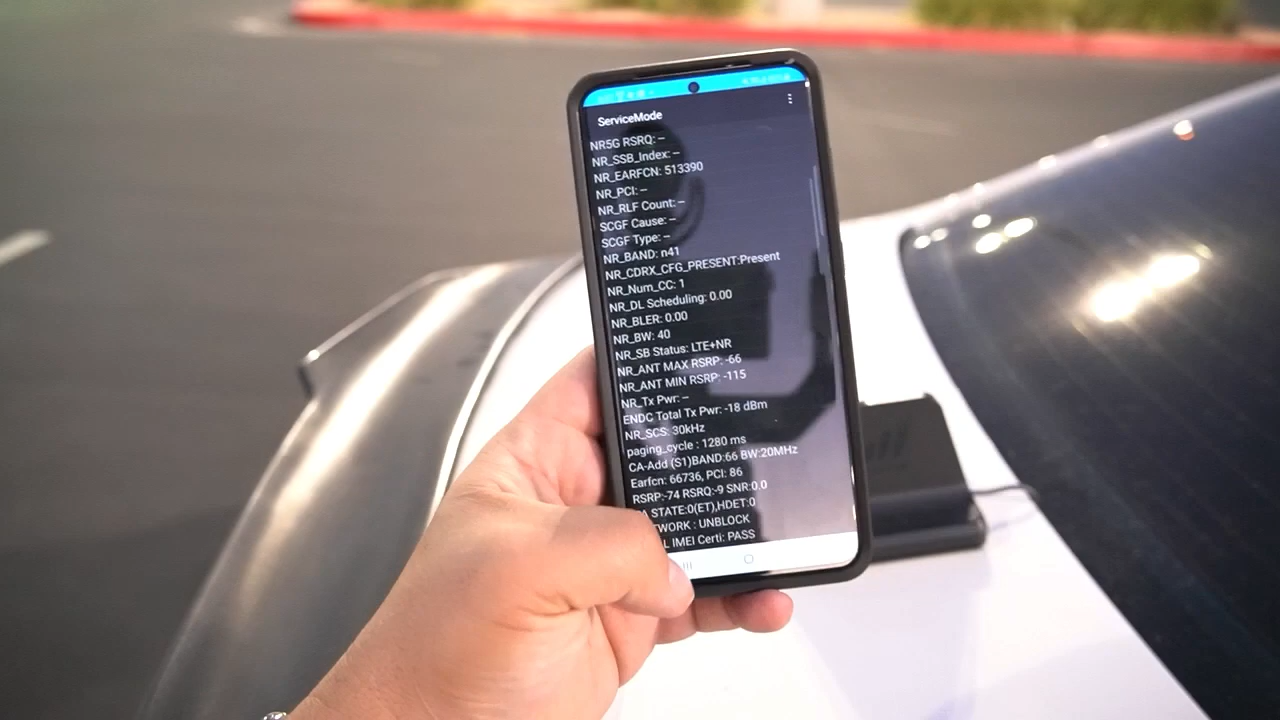 ServiceMode
NR5G RSRQ: –
NR_SSB_Index: –
NR_EARFCN: 513390
NR_PCI: –
NR_RLF Count: –
SCGF Cause: –
SCGF Type: –
NR_BAND: n41
NR_CDRX_CFG_PRESENT:Present
NR_Num_CC: 1
NR_DL Scheduling: 0.00
NR_BLER: 0.00
NR_BW: 40
NR_SB Status: LTE+NR
NR_ANT MAX RSRP: -66
NR_ANT MIN RSRP: -115
NR_Tx Pwr: –
ENDC Total Tx Pwr: -18 dBm
NR_SCS: 30kHz
paging_cycle : 1280 ms
CA-Add (S1)BAND:66 BW:20MHz
Earfcn: 66736, PCI: 86
RSRP:-74 RSRQ:-9 SNR:0.0
STATE:0(ET),HDET:0
: UNBLOCK
IMEI Certi: PASS